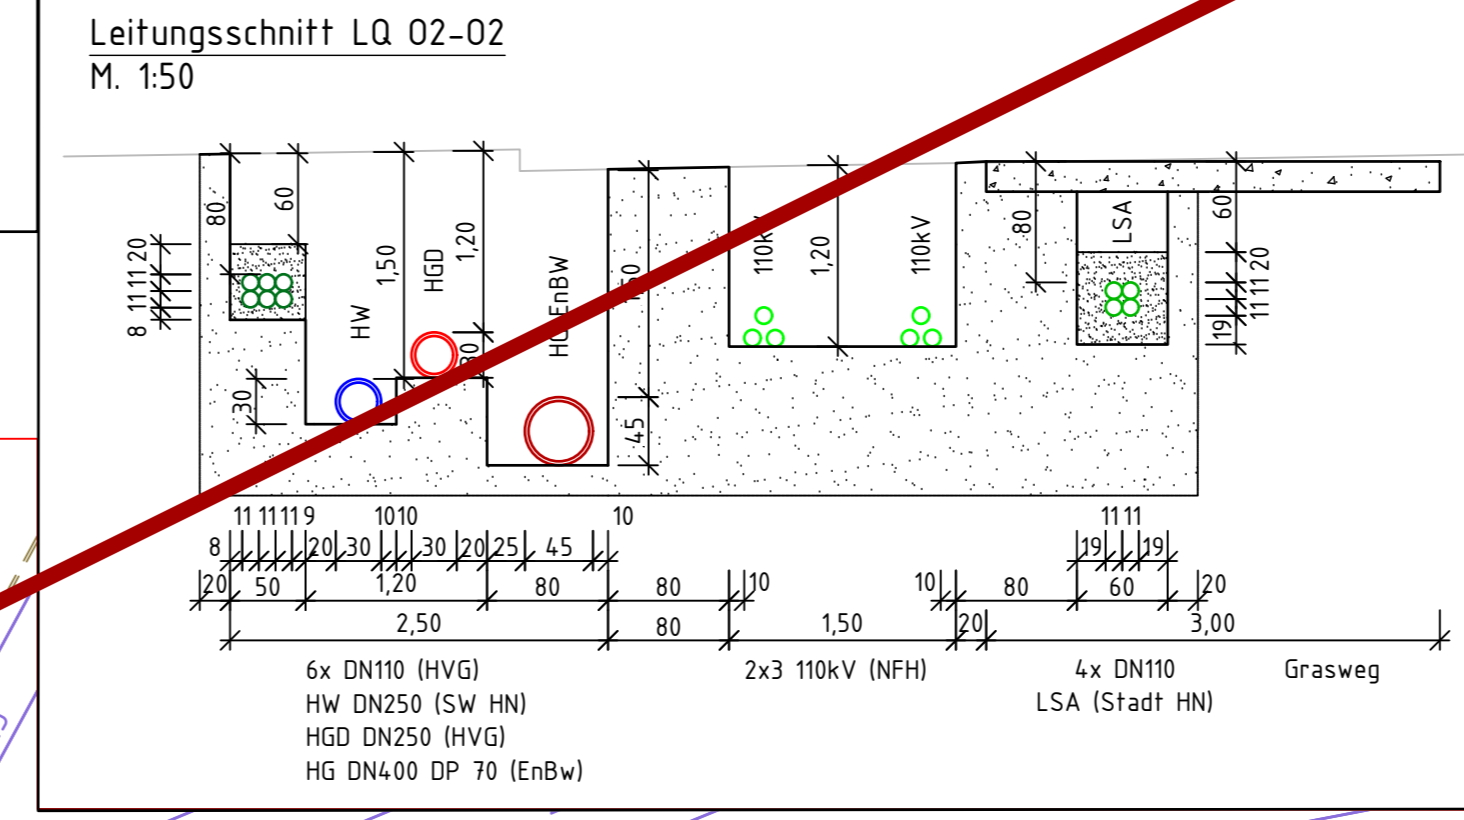 Leitungsschnitt LQ 02-02
M. 1:50
80
60
1,50
HGD
1,20
HW
HG EnBW
110kV
1,20
110kV
80
LSA
60
8 11 11 20
30
45
19 11 11 20
11 11 11 9
10 10
10
11 11
8
20 30
30
20 25
45
19
19
20
50
1,20
80
80
10
10
80
60
20
2,50
80
1,50
20
3,00
6x DN110 (HVG)
2x3 110kV (NFH)
4x DN110
Grasweg
HW DN250 (SW HN)
LSA (Stadt HN)
HGD DN250 (HVG)
HG DN400 DP 70 (EnBw)